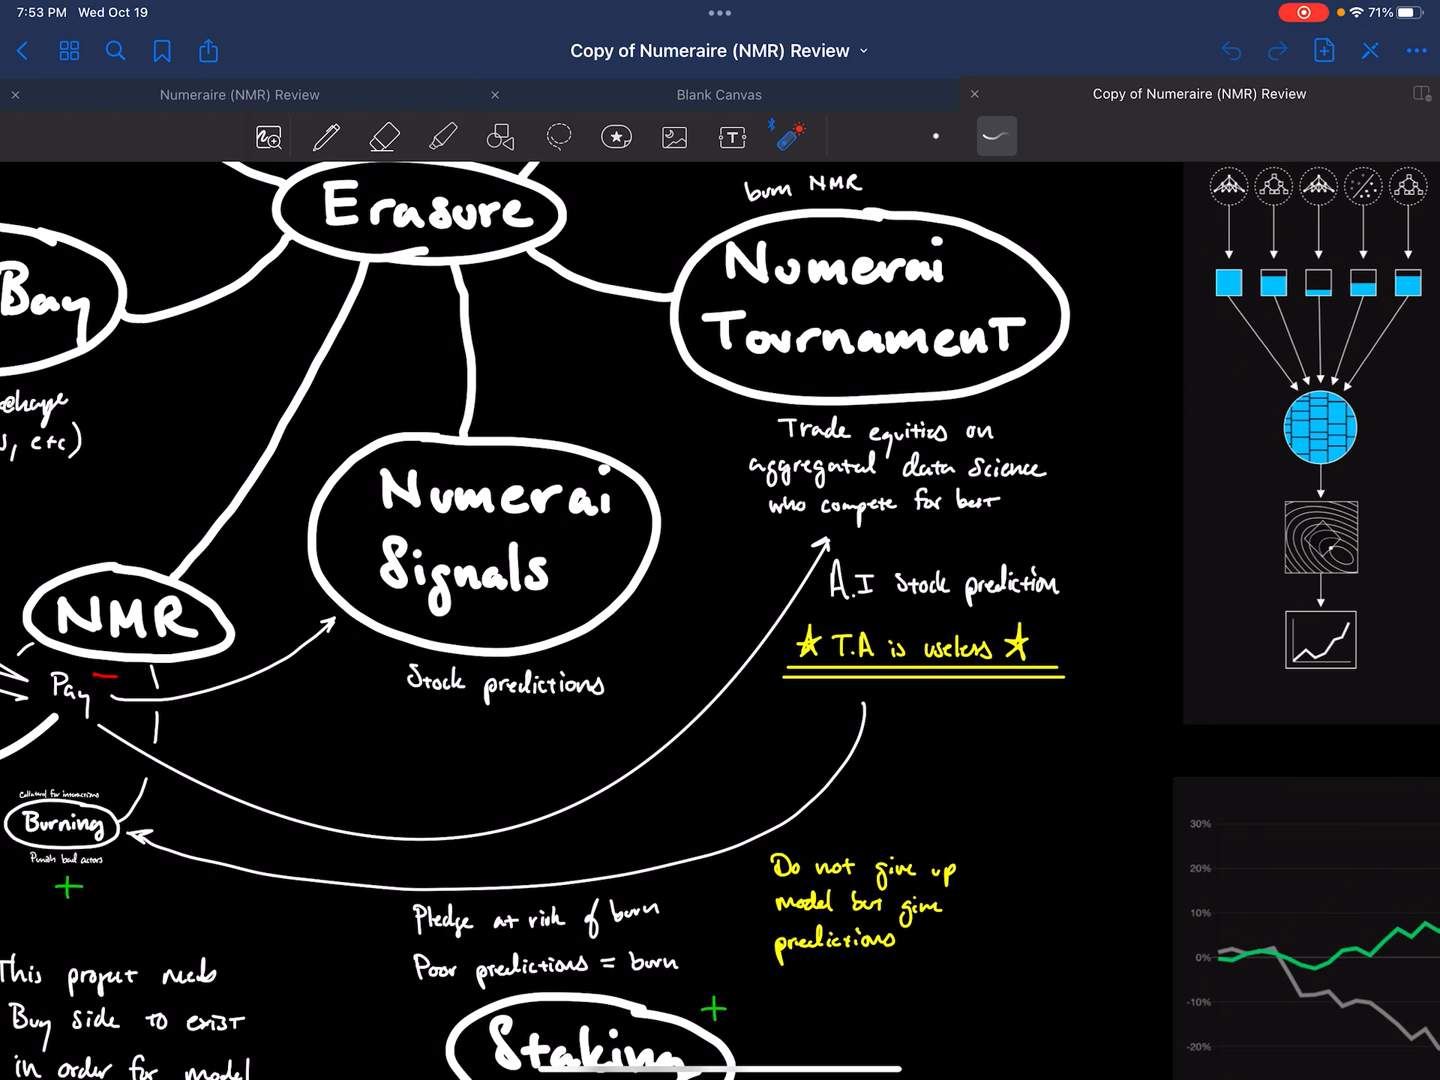 7:53 PM Wed Oct 19
71%
Copy of Numeraire (NMR) Review
Numeraire (NMR) Review
Blank Canvas
Copy of Numeraire (NMR) Review
T
Erasure
burn NMR
Numerai
Tournament
Bay
s, etc)
Trade equities on
aggregated data science
who compete for best
Numerai
Signals
Stock predictions
A.I stock prediction
T.A is useless
NMR
Pay
Collateral for interactions
Burning
Punish bad actors
Do not give up
model but give
predictions
Pledge at risk of burn
Poor predictions = burn
Staking
This project needs
Buy side to exist
in order for model
30%
20%
10%
0%
-10%
-20%